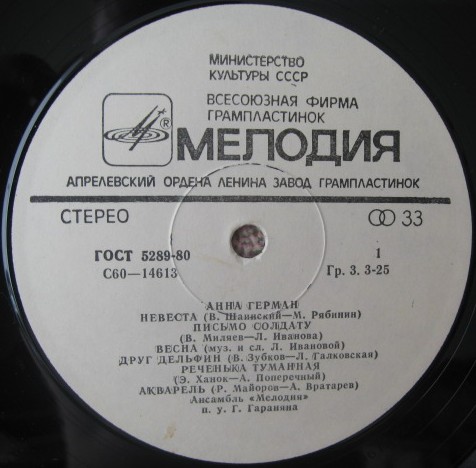 МИНИСТЕРСТВО
КУЛЬТУРЫ СССР
ВСЕСОЮЗНАЯ ФИРМА
ГРАМПЛАСТИНОК
® МЕЛОДИЯ
АПРЕЛЕВСКИЙ ОРДЕНА ЛЕНИНА ЗАВОД ГРАМПЛАСТИНОК
СТЕРЕО 33
ГОСТ 5289-80 1
С60—14613 Гр. 3. 3-25
АННА ГЕРМАН
НЕВЕСТА (В. Шаинский—М. Рябинин)
ПИСЬМО СОЛДАТУ
(В. Миляев—Л. Иванова)
ВЕСНА (муз. и сл. Л. Ивановой)
ДРУГ ДЕЛЬФИН (В. Зубков—Л. Галковская)
РЕЧЕНЬКА ТУМАННАЯ
(Э. Ханок—А. Поперечный)
АКВАРЕЛЬ (Р. Майоров—А. Вратарев)
Ансамбль «Мелодия»
п. у. Г. Гараняна